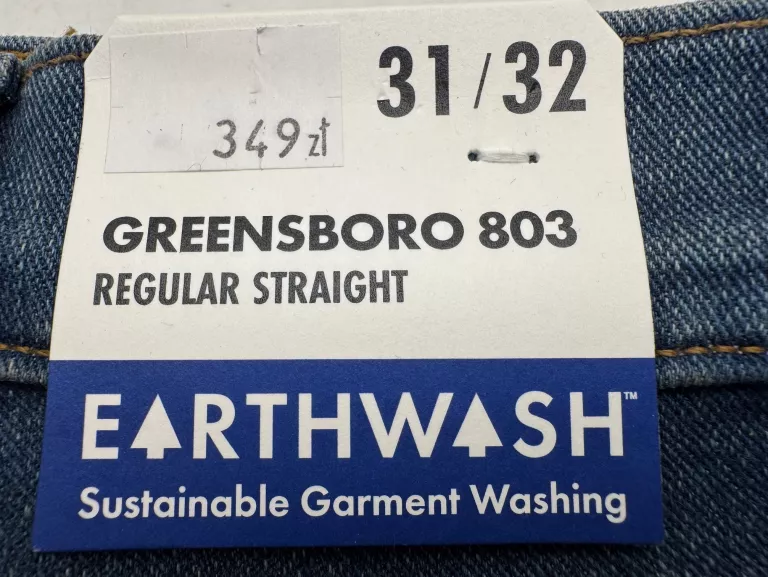 349zł
31/32
GREENSBORO 803
REGULAR STRAIGHT
EARTHWASH™
Sustainable Garment Washing